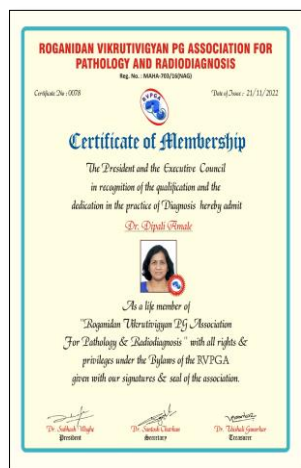 ROGANIDAN VIKRUTIVIGYAN PG ASSOCIATION FOR
PATHOLOGY AND RADIODIAGNOSIS
Reg. No. : MAHA-703/16(NAG)
Certificate No : 0078
Date of Issue : 21/11/2022
RVPGA
Certificate of Membership
The President and the Executive Council
in recognition of the qualification and the
dedication in the practice of Diagnosis hereby admit
Dr. Dipali Amale
As a life member of
"Roganidan Vikrutivigyan PG Association
For Pathology & Radiodiagnosis" with all rights &
privileges under the Bylaws of the RVPGA
given with our signatures & seal of the association.
Dr. Santosh Chavhan
President
Secretary
Treasurer